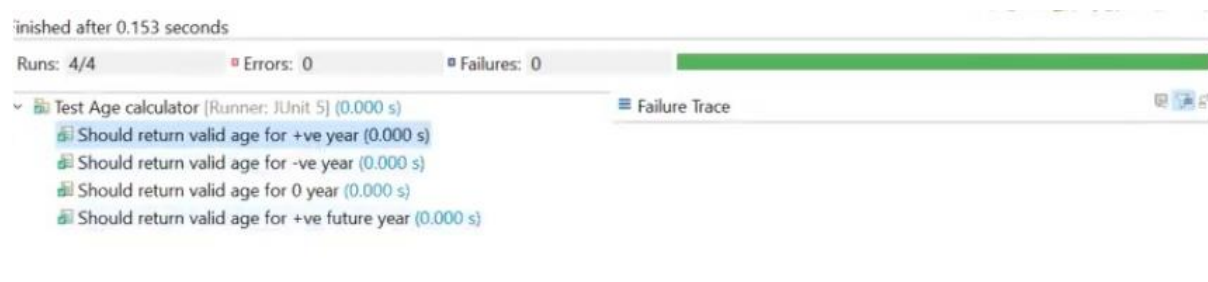 inished after 0.153 seconds
Runs: 4/4 Errors: 0 Failures: 0
Test Age calculator [Runner: JUnit 5] (0.000 s)
Failure Trace
Should return valid age for +ve year (0.000 s)
Should return valid age for -ve year (0.000 s)
Should return valid age for 0 year (0.000 s)
Should return valid age for +ve future year (0.000 s)